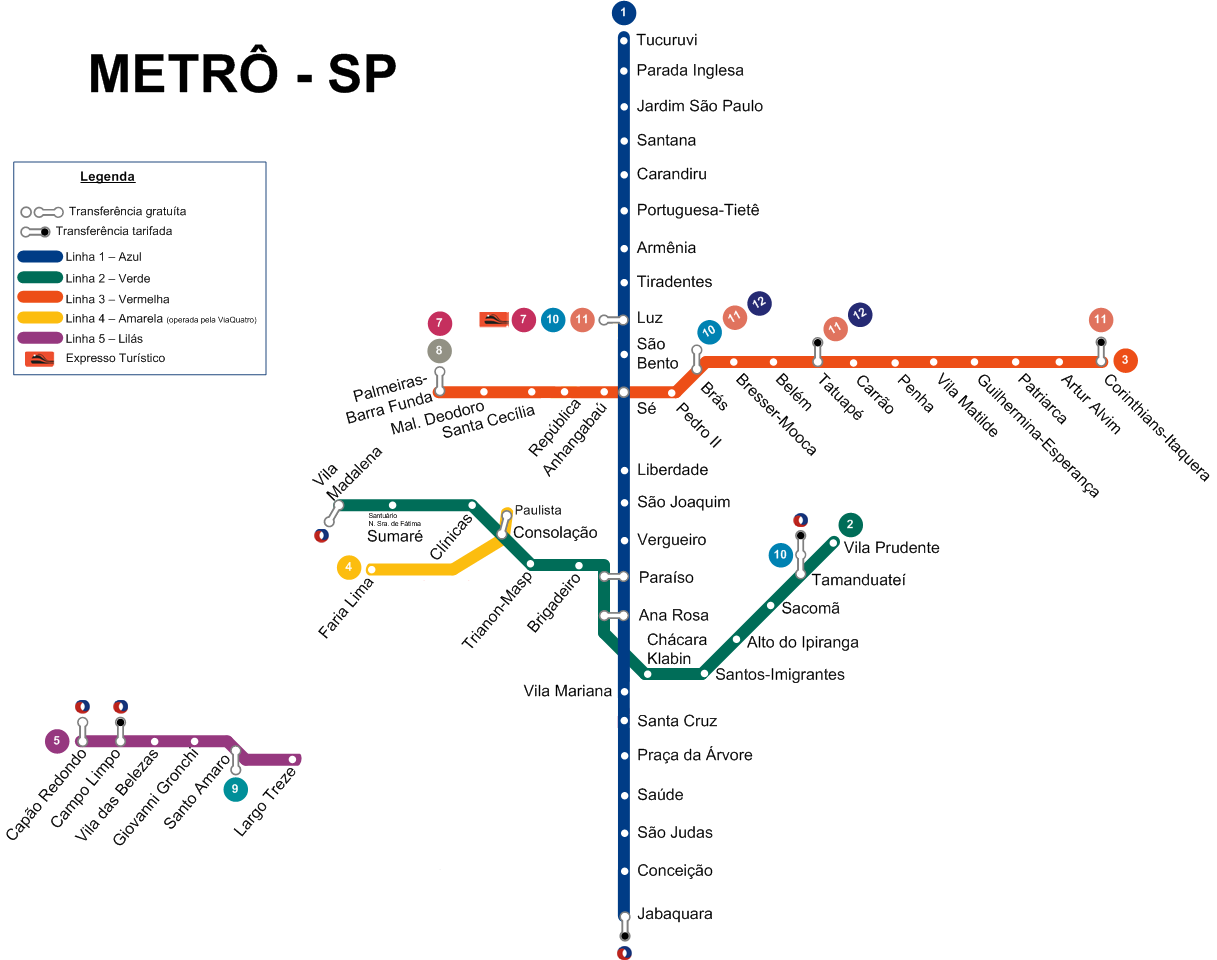 METRÔ - SP
Legenda
Transferência gratuíta
Transferência tarifada
Linha 1 – Azul
Linha 2 – Verde
Linha 3 – Vermelha
Linha 4 – Amarela (operada pela ViaQuatro)
Linha 5 – Lilás
Expresso Turístico
1
Tucuruvi
Parada Inglesa
Jardim São Paulo
Santana
Carandiru
Portuguesa-Tietê
Armênia
Tiradentes
7
10
11
Luz
São
Bento
Sé
Liberdade
São Joaquim
Vergueiro
Paraíso
Ana Rosa
Vila Mariana
Santa Cruz
Praça da Árvore
Saúde
São Judas
Conceição
Jabaquara
7
8
Palmeiras-
Barra Funda
Mal. Deodoro
Santa Cecília
República
Anhangabaú
Pedro II
10
11
12
Brás
Bresser-Mooca
Belém
11
12
Tatuapé
Carrão
Penha
Vila Matilde
Guilhermina-Esperança
Patriarca
Artur Alvim
11
Corinthians-Itaquera
3
Vila
Madalena
Santuário
N. Sra. de Fátima
Sumaré
Clínicas
Paulista
Consolação
4
Faria Lima
Trianon-Masp
Brigadeiro
Chácara
Klabin
Santos-Imigrantes
Alto do Ipiranga
Sacomã
10
Tamanduateí
2
Vila Prudente
5
Capão Redondo
Campo Limpo
Vila das Belezas
Giovanni Gronchi
Santo Amaro
9
Largo Treze